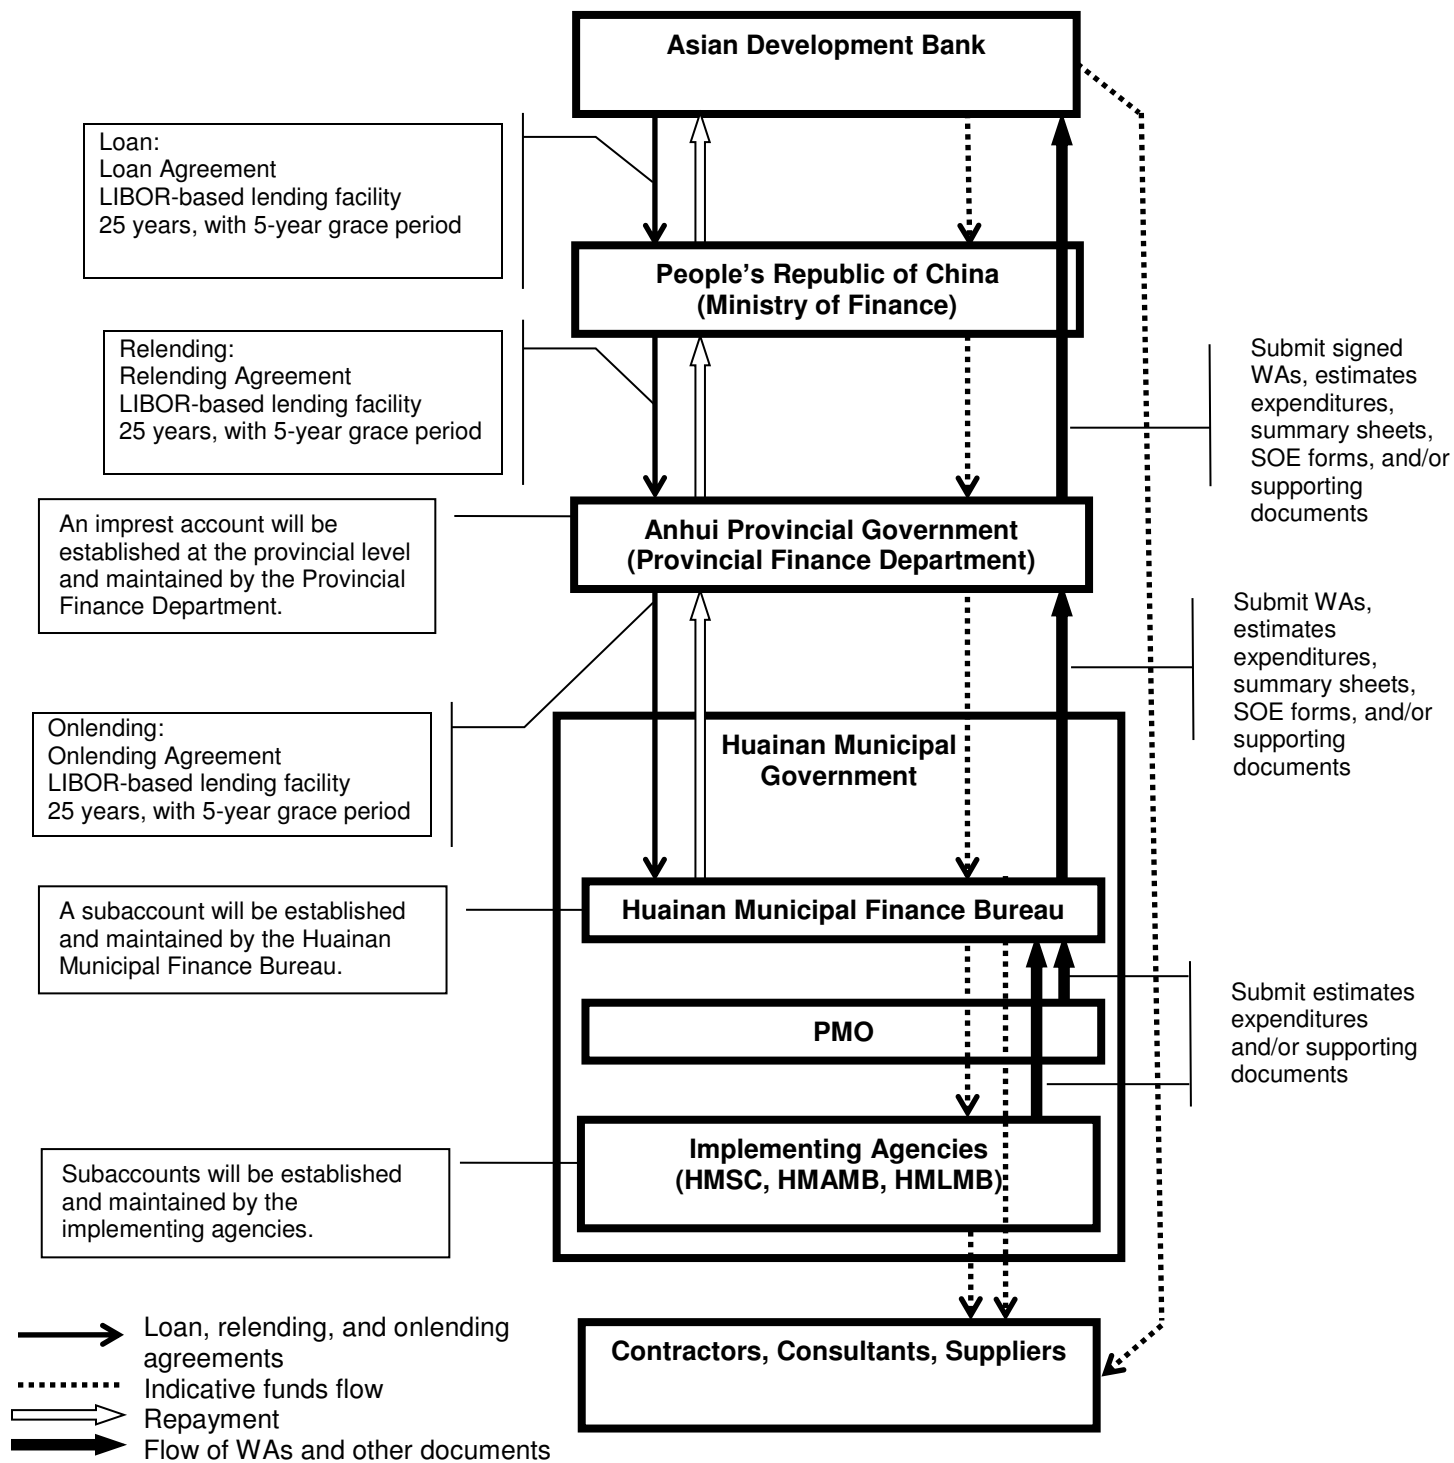 Asian Development Bank
Loan:
Loan Agreement
LIBOR-based lending facility
25 years, with 5-year grace period
People’s Republic of China
(Ministry of Finance)
Relending:
Relending Agreement
LIBOR-based lending facility
25 years, with 5-year grace period
Submit signed
WAs, estimates
expenditures,
summary sheets,
SOE forms, and/or
supporting
documents
An imprest account will be
established at the provincial level
and maintained by the Provincial
Finance Department.
Anhui Provincial Government
(Provincial Finance Department)
Submit WAs,
estimates
expenditures,
summary sheets,
SOE forms, and/or
supporting
documents
Onlending:
Onlending Agreement
LIBOR-based lending facility
25 years, with 5-year grace period
Huainan Municipal
Government
A subaccount will be established
and maintained by the Huainan
Municipal Finance Bureau.
Huainan Municipal Finance Bureau
PMO
Submit estimates
expenditures
and/or supporting
documents
Implementing Agencies
(HMSC, HMAMB, HMLMB)
Subaccounts will be established
and maintained by the
implementing agencies.
Contractors, Consultants, Suppliers
Loan, relending, and onlending
agreements
Indicative funds flow
Repayment
Flow of WAs and other documents